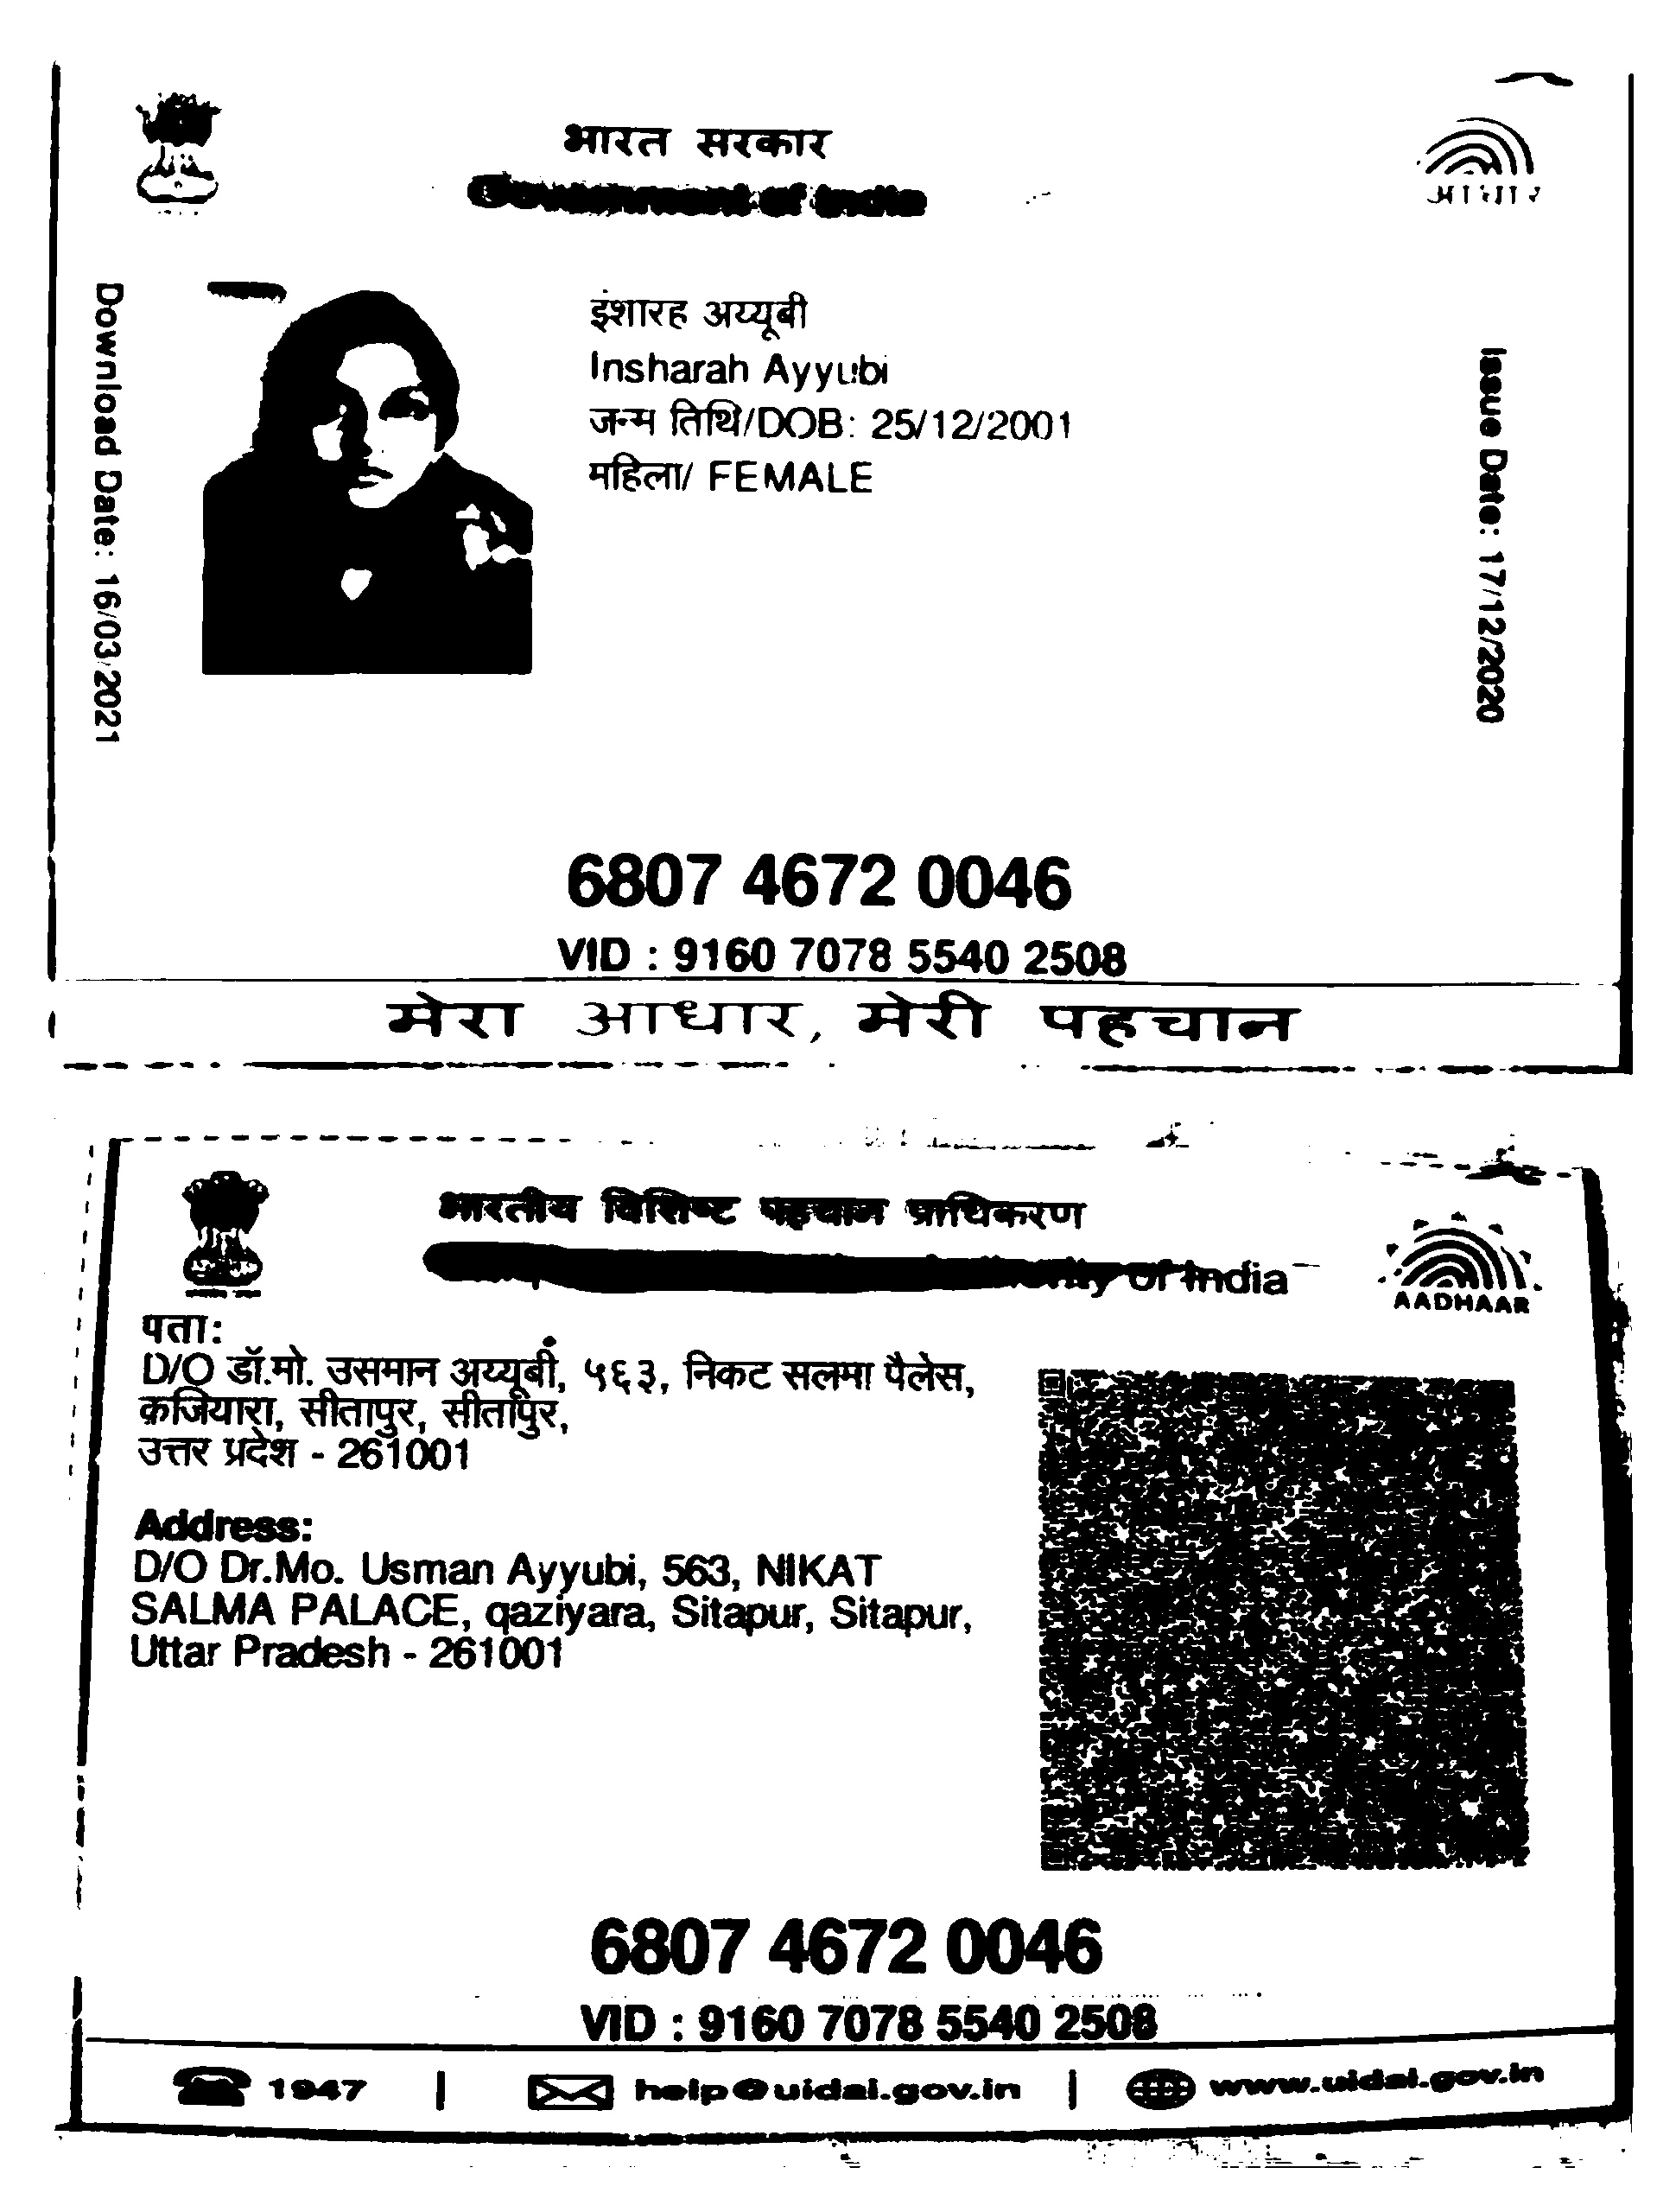 भारत सरकार
Government of India
आधार
Download Date: 16/03/2021
इंशारह अय्यूबी
Insharah Ayyubi
जन्म तिथि/DOB: 25/12/2001
महिला/ FEMALE
Issue Date: 17/12/2020
6807 4672 0046
VID : 9160 7078 5540 2508
मेरा आधार, मेरी पहचान
भारतीय विशिष्ट पहचान प्राधिकरण
of India
AADHAAR
पता:
D/O डॉ.मो. उसमान अय्यूबी, ५६३, निकट सलमा पैलेस,
क़जियारा, सीतापुर, सीतापुर,
उत्तर प्रदेश - 261001
Address:
D/O Dr.Mo. Usman Ayyubi, 563, NIKAT
SALMA PALACE, qaziyara, Sitapur, Sitapur,
Uttar Pradesh - 261001
6807 4672 0046
VID : 9160 7078 5540 2508
1947 | help@uidai.gov.in | www.uidai.gov.in